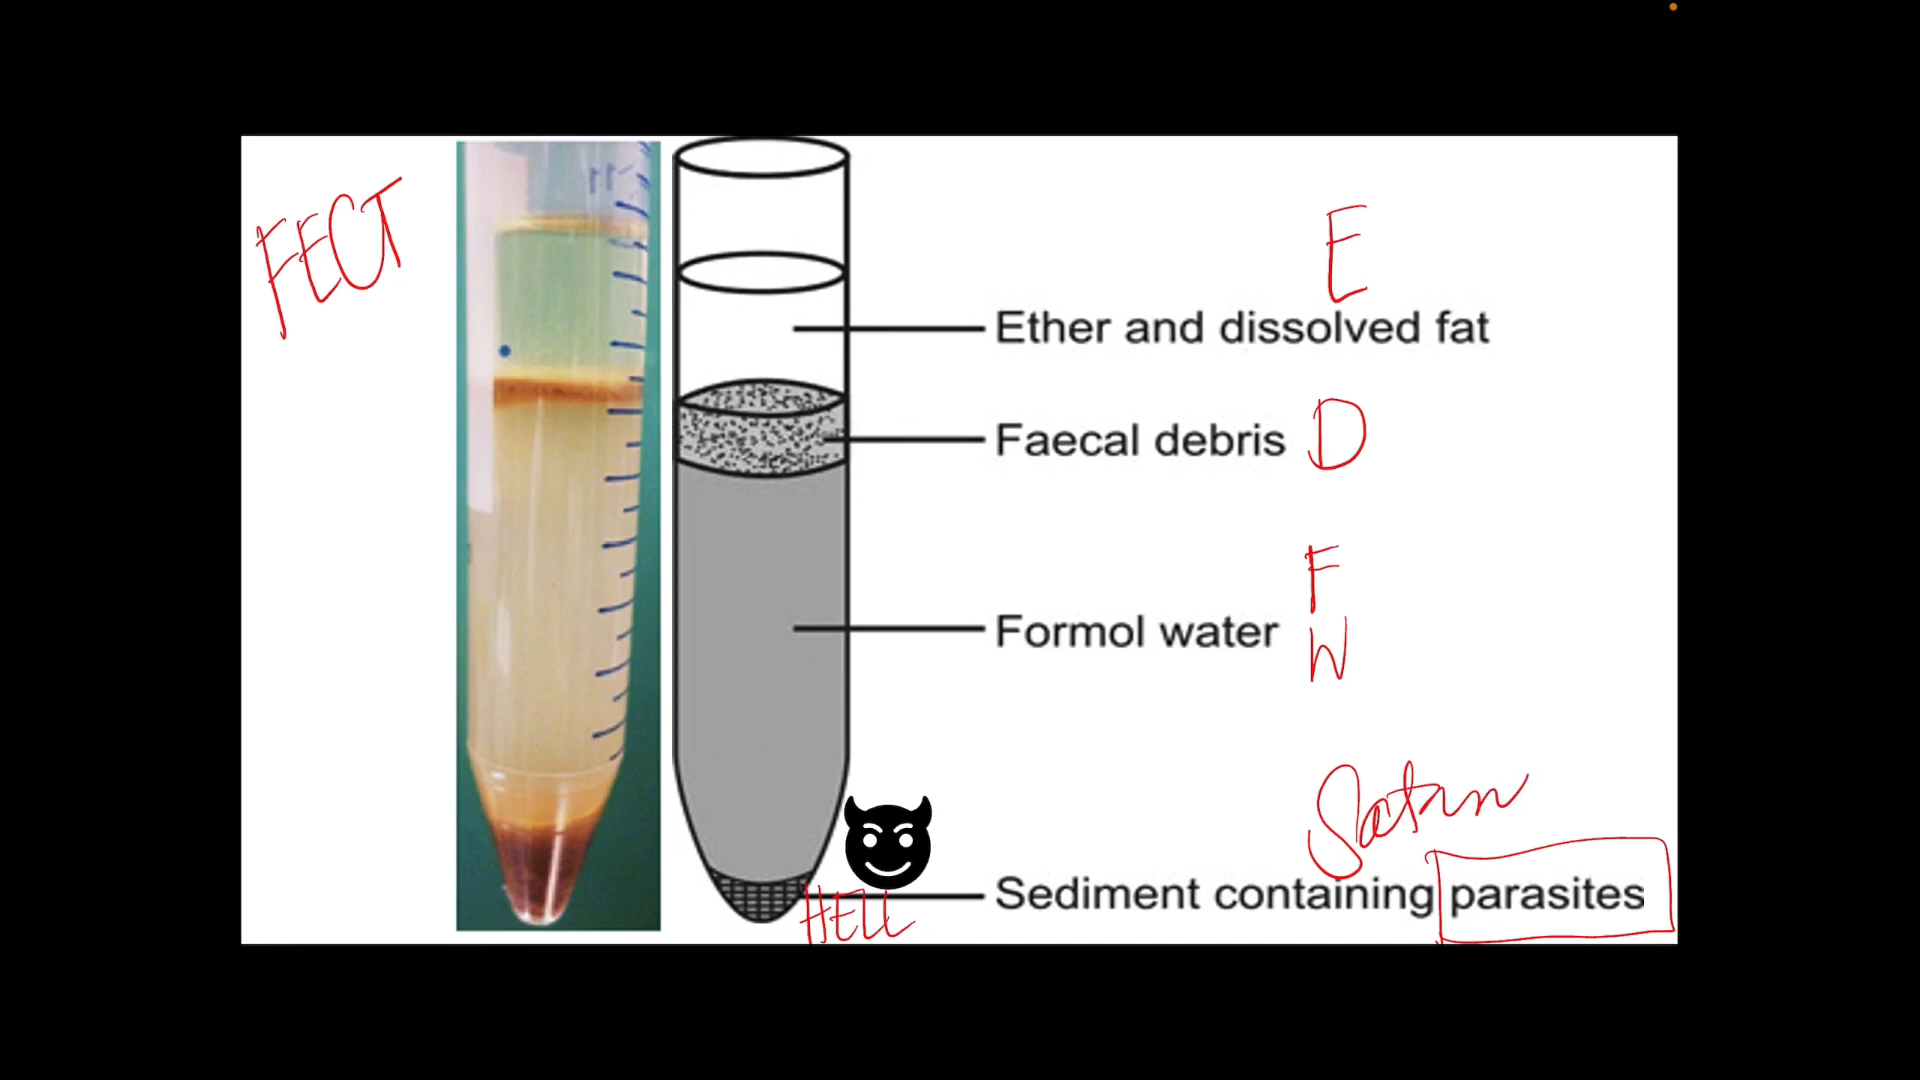 FECT
E
Ether and dissolved fat
Faecal debris D
F
Formol water
W
Satan
Sediment containing parasites
HELL